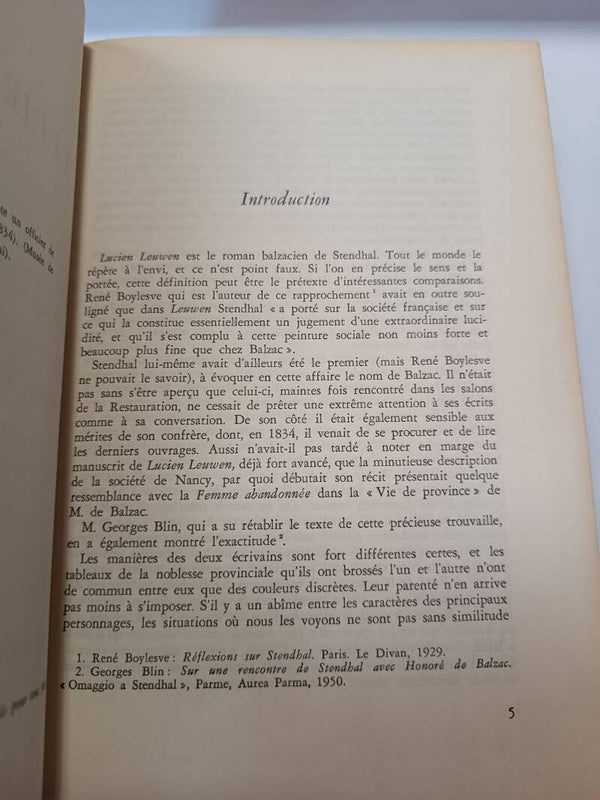 te un officier de
834). (Musée de
ai).
Introduction
Lucien Leuwen est le roman balzacien de Stendhal. Tout le monde le
répète à l'envi, et ce n'est point faux. Si l'on en précise le sens et la
portée, cette définition peut être le prétexte d'intéressantes comparaisons.
René Boylesve qui est l'auteur de ce rapprochement¹ avait en outre sou-
ligné que dans Leuwen Stendhal « a porté sur la société française et sur
ce qui la constitue essentiellement un jugement d'une extraordinaire luci-
dité, et qu'il s'est complu à cette peinture sociale non moins forte et
beaucoup plus fine que chez Balzac ».
Stendhal lui-même avait d'ailleurs été le premier (mais René Boylesve
ne pouvait le savoir), à évoquer en cette affaire le nom de Balzac. Il n'était
pas sans s'être aperçu que celui-ci, maintes fois rencontré dans les salons
de la Restauration, ne cessait de prêter une extrême attention à ses écrits
comme à sa conversation. De son côté il était également sensible aux
mérites de son confrère, dont, en 1834, il venait de se procurer et de lire
les derniers ouvrages. Aussi n'avait-il pas tardé à noter en marge du
manuscrit de Lucien Leuwen, déjà fort avancé, que la minutieuse description
de la société de Nancy, par quoi débutait son récit présentait quelque
ressemblance avec la Femme abandonnée dans la « Vie de province » de
M. de Balzac.
M. Georges Blin, qui a su rétablir le texte de cette précieuse trouvaille,
en a également montré l'exactitude².
Les manières des deux écrivains sont fort différentes certes, et les
tableaux de la noblesse provinciale qu'ils ont brossés l'un et l'autre n'ont
de commun entre eux que des couleurs discrètes. Leur parenté n'en arrive
pas moins à s'imposer. S'il y a un abîme entre les caractères des principaux
personnages, les situations où nous les voyons ne sont pas sans similitude
1. René Boylesve : Réflexions sur Stendhal. Paris. Le Divan, 1929.
2. Georges Blin : Sur une rencontre de Stendhal avec Honoré de Balzac.
« Omaggio a Stendhal », Parme, Aurea Parma, 1950.
pour tout
5